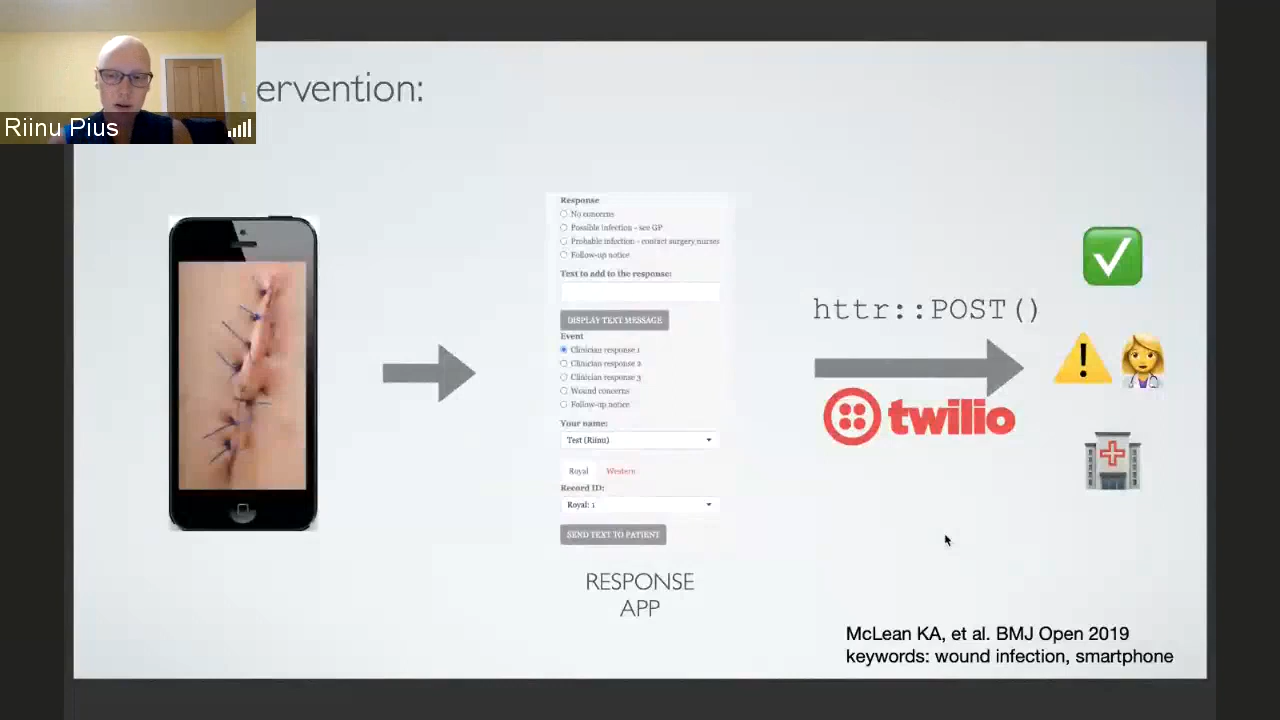 Riinu Pius
ervention:
Response
No concerns
Possible infection - see GP
Probable infection - contact surgery nurses
Follow-up notice
Text to add to the response:
DISPLAY TEXT MESSAGE
Event
Clinician response 1
Clinician response 2
Clinician response 3
Wound concerns
Follow-up notice
Your name:
Test (Riinu)
Royal Western
Record ID:
Royal: 1
SEND TEXT TO PATIENT
RESPONSE
APP
httr::POST()
twilio
McLean KA, et al. BMJ Open 2019
keywords: wound infection, smartphone